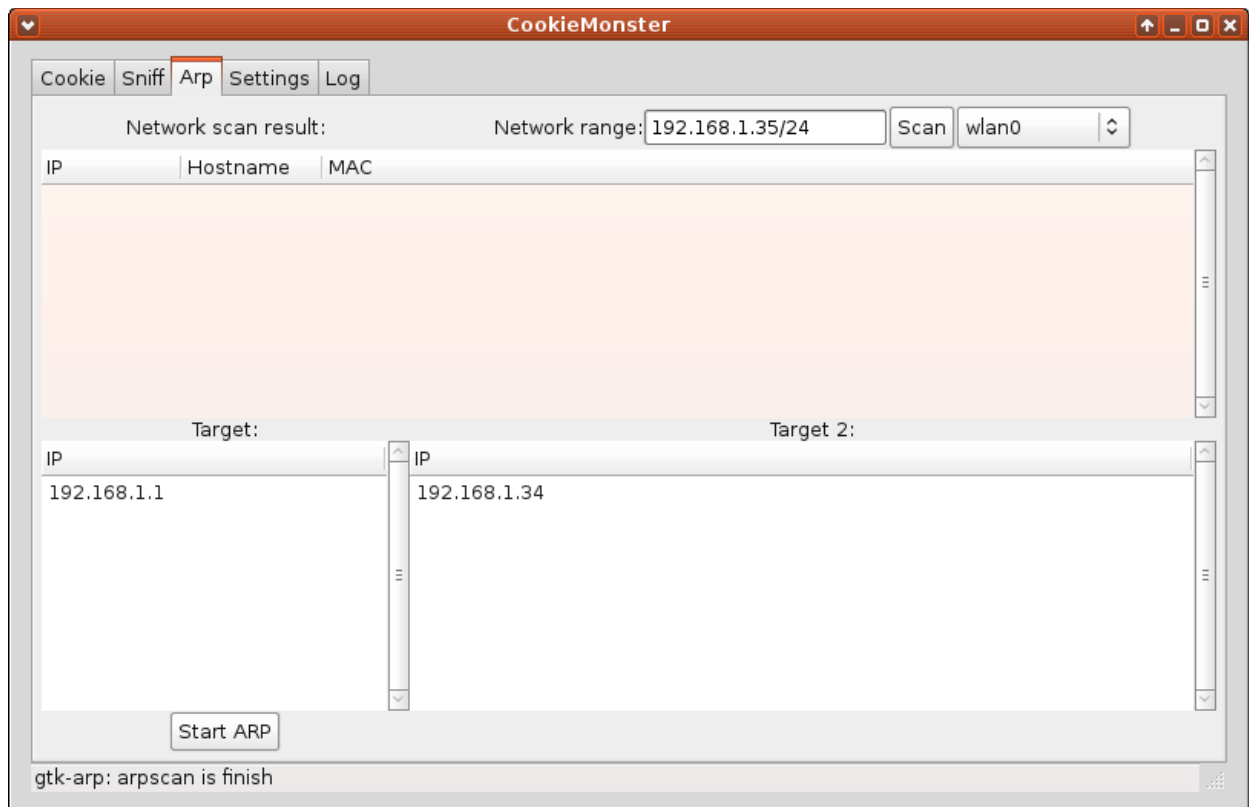 CookieMonster
Cookie Sniff Arp Settings Log
Network scan result: Network range: 192.168.1.35/24 Scan wlan0
IP Hostname MAC
Target: Target 2:
IP IP
192.168.1.1 192.168.1.34
Start ARP
gtk-arp: arpscan is finish